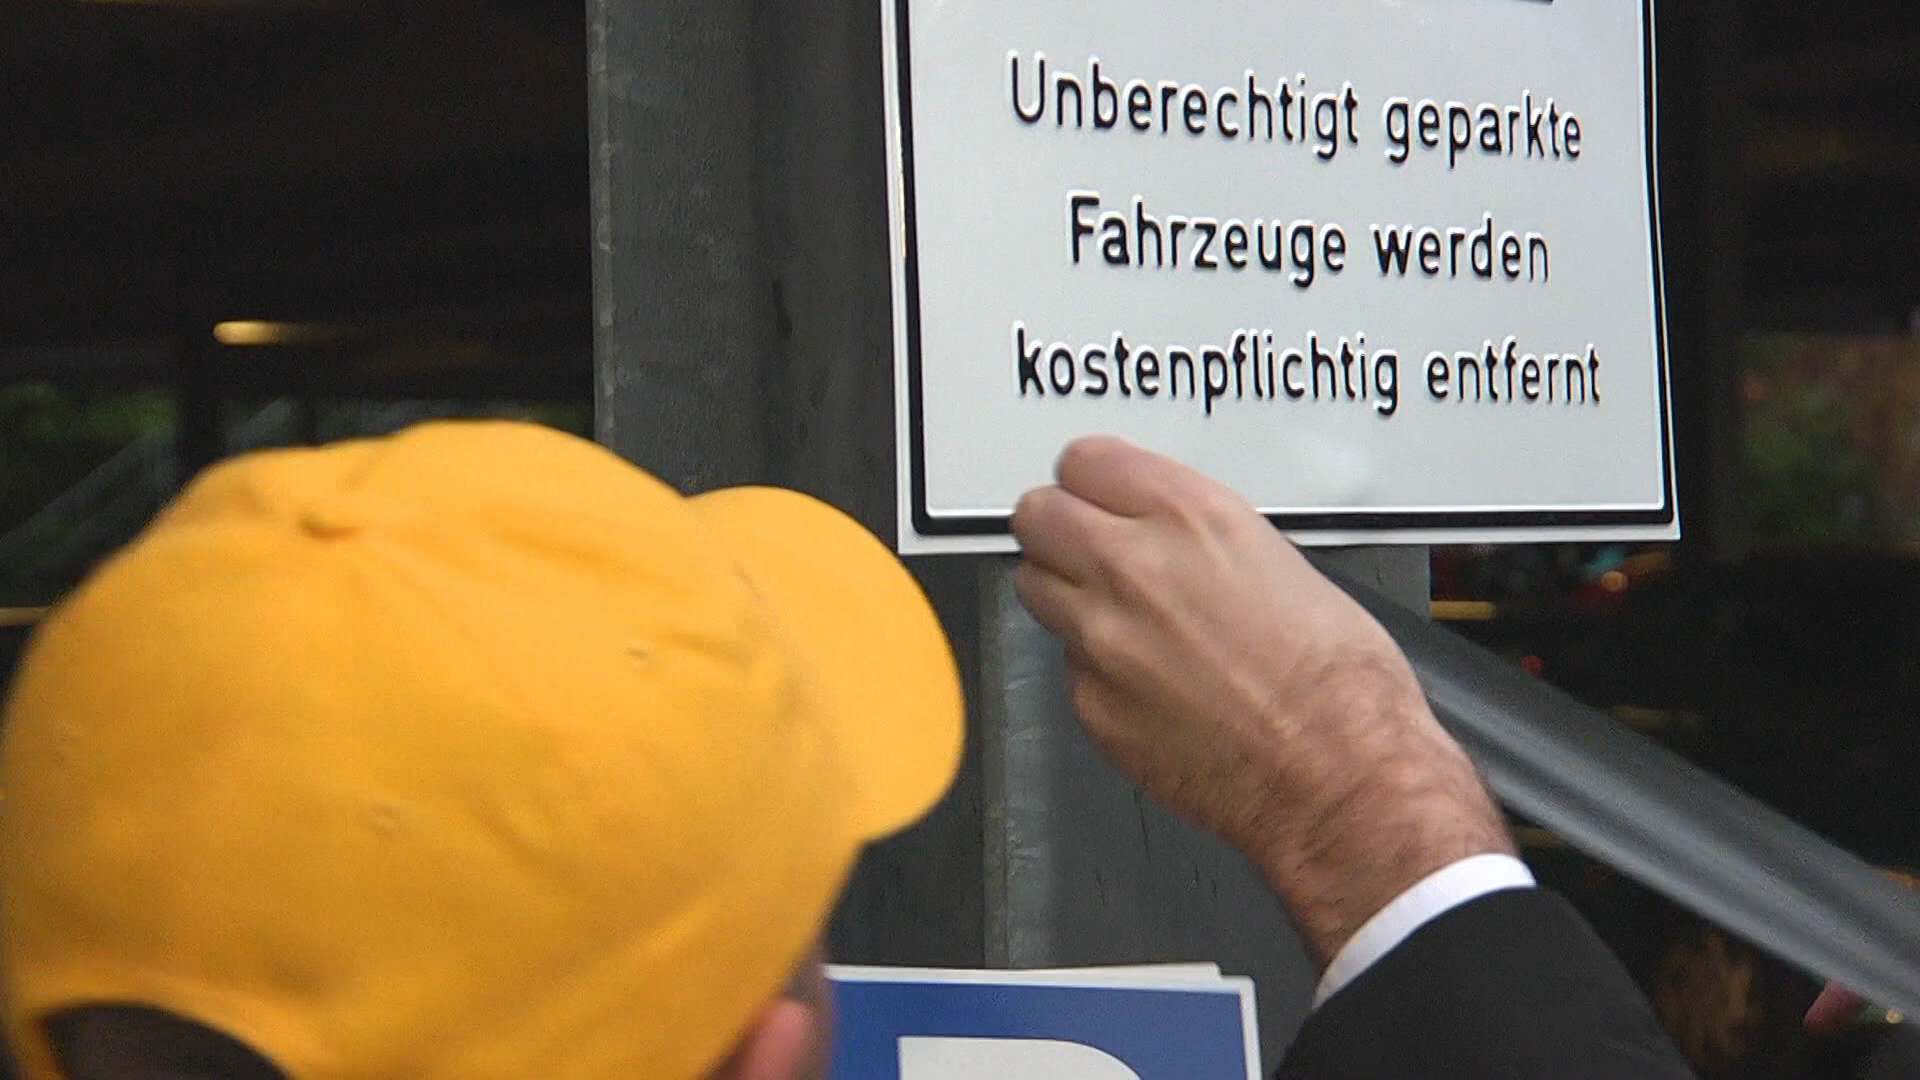 Unberechtigt geparkte
Fahrzeuge werden
kostenpflichtig entfernt